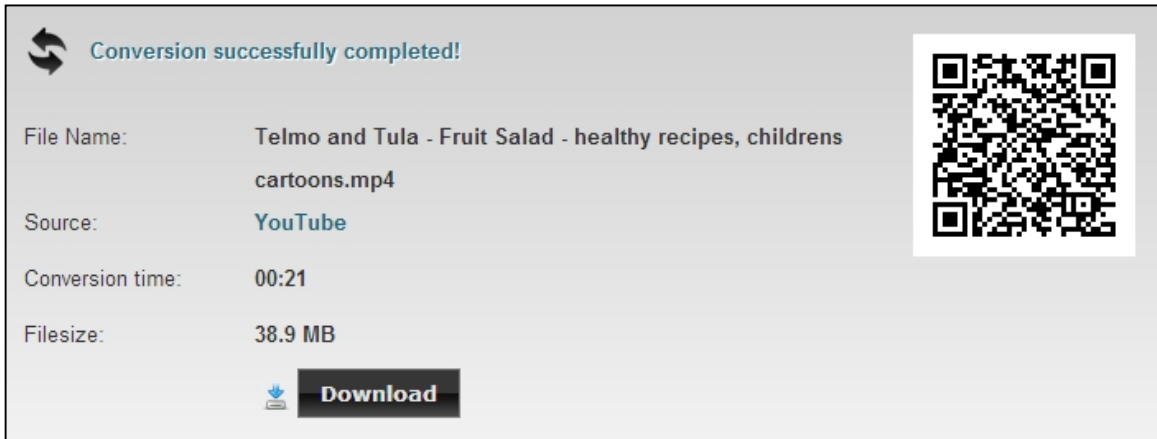 Conversion successfully completed!
File Name: Telmo and Tula - Fruit Salad - healthy recipes, childrens
cartoons.mp4
Source: YouTube
Conversion time: 00:21
Filesize: 38.9 MB
Download